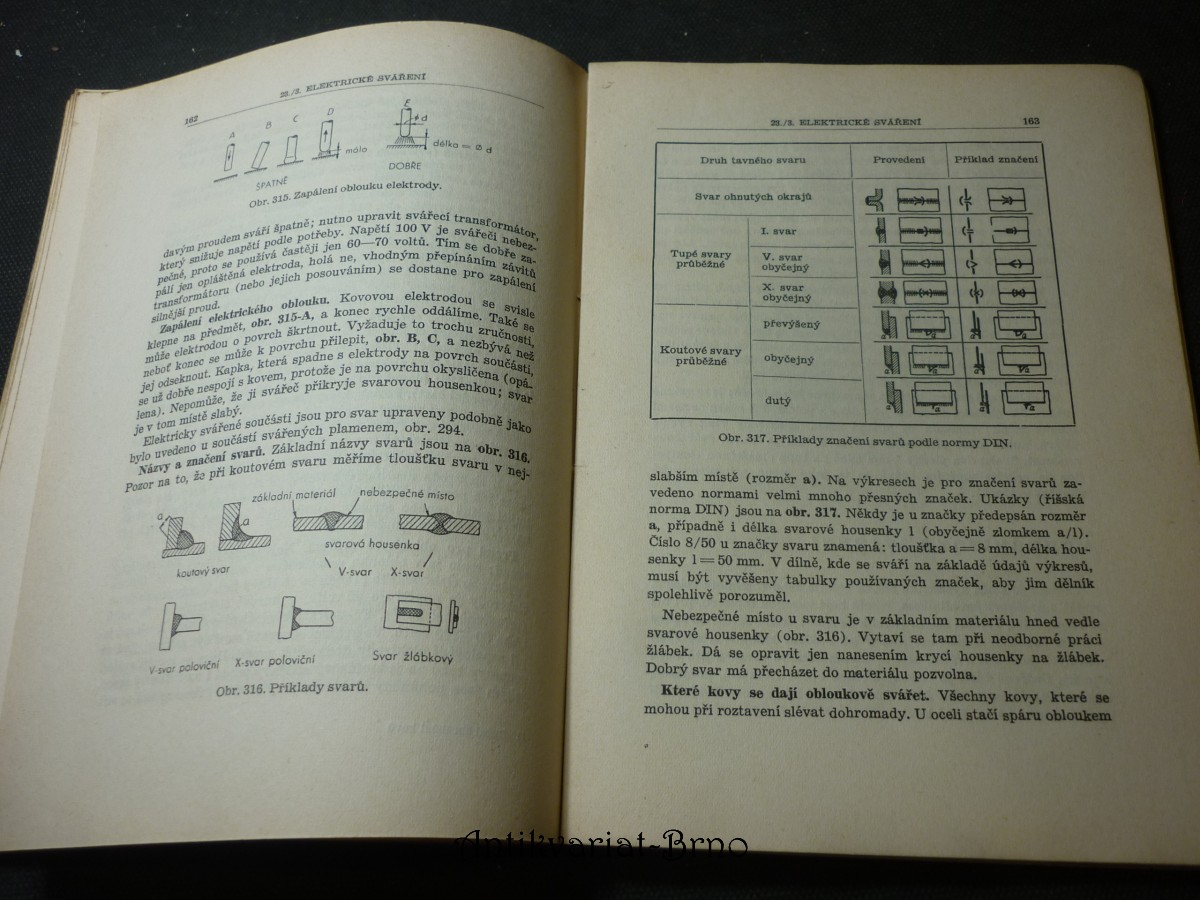 162
23./3. ELEKTRICKÉ SVÁŘENÍ
A B C D E
ϕ d
mála
délka = ⌀ d
ŠPATNĚ
DOBŘE
Obr. 315. Zapálení oblouku elektrody.
davým proudem sváří špatně; nutno upravit svářecí transformátor,
který snižuje napětí podle potřeby. Napětí 100 V je svářeči nebez-
pečné, proto se používá častěji jen 60—70 voltů. Tím se dobře za-
pálí jen opláštěná elektroda, holá ne, vhodným přepínáním závitů
transformátoru (nebo jejich posouváním) se dostane pro zapálení
silnější proud.
Zapálení elektrického oblouku. Kovovou elektrodou se svisle
klepne na předmět, obr. 315-A, a konec rychle oddálíme. Také se
může elektrodou o povrch škrtnout. Vyžaduje to trochu zručnosti,
neboť konec se může k povrchu přilepit, obr. B, C, a nezbývá než
jej odseknout. Kapka, která spadne s elektrody na povrch součásti,
se už dobře nespojí s kovem, protože je na povrchu okysličena (opá-
lena). Nepomůže, že ji svářeč přikryje svarovou housenkou; svar
je v tom místě slabý.
Elektricky svářené součásti jsou pro svar upraveny podobně jako
bylo uvedeno u součástí svářených plamenem, obr. 294.
Názvy a značení svarů. Základní názvy svarů jsou na obr. 316.
Pozor na to, že při koutovém svaru měříme tloušťku svaru v nej-
základní materiál
nebezpečné místo
a
a
svarová housenka
koutový svar
V-svar
X-svar
V-svar poloviční
X-svar poloviční
Svar žlábkový
Obr. 316. Příklady svarů.
23./3. ELEKTRICKÉ SVÁŘENÍ
163
Druh tavného svaru
Provedení
Příklad značení
Svar ohnutých okrajů
Tupé svary
průběžné
I. svar
V. svar
obyčejný
X. svar
obyčejný
Koutové svary
průběžné
převýšený
obyčejný
dutý
Obr. 317. Příklady značení svarů podle normy DIN.
slabším místě (rozměr a). Na výkresech je pro značení svarů za-
vedeno normami velmi mnoho přesných značek. Ukázky (říšská
norma DIN) jsou na obr. 317. Někdy je u značky předepsán rozměr
a, případně i délka svarové housenky l (obyčejně zlomkem a/l).
Číslo 8/50 u značky svaru znamená: tloušťka a = 8 mm, délka hou-
senky l = 50 mm. V dílně, kde se sváří na základě údajů výkresů,
musí být vyvěšeny tabulky používaných značek, aby jim dělník
spolehlivě porozuměl.
Nebezpečné místo u svaru je v základním materiálu hned vedle
svarové housenky (obr. 316). Vytaví se tam při neodborné práci
žlábek. Dá se opravit jen nanesením krycí housenky na žlábek.
Dobrý svar má přecházet do materiálu pozvolna.
Které kovy se dají obloukově svářet. Všechny kovy, které se
mohou při roztavení slévat dohromady. U oceli stačí spáru obloukem
Antikvariat-Brno